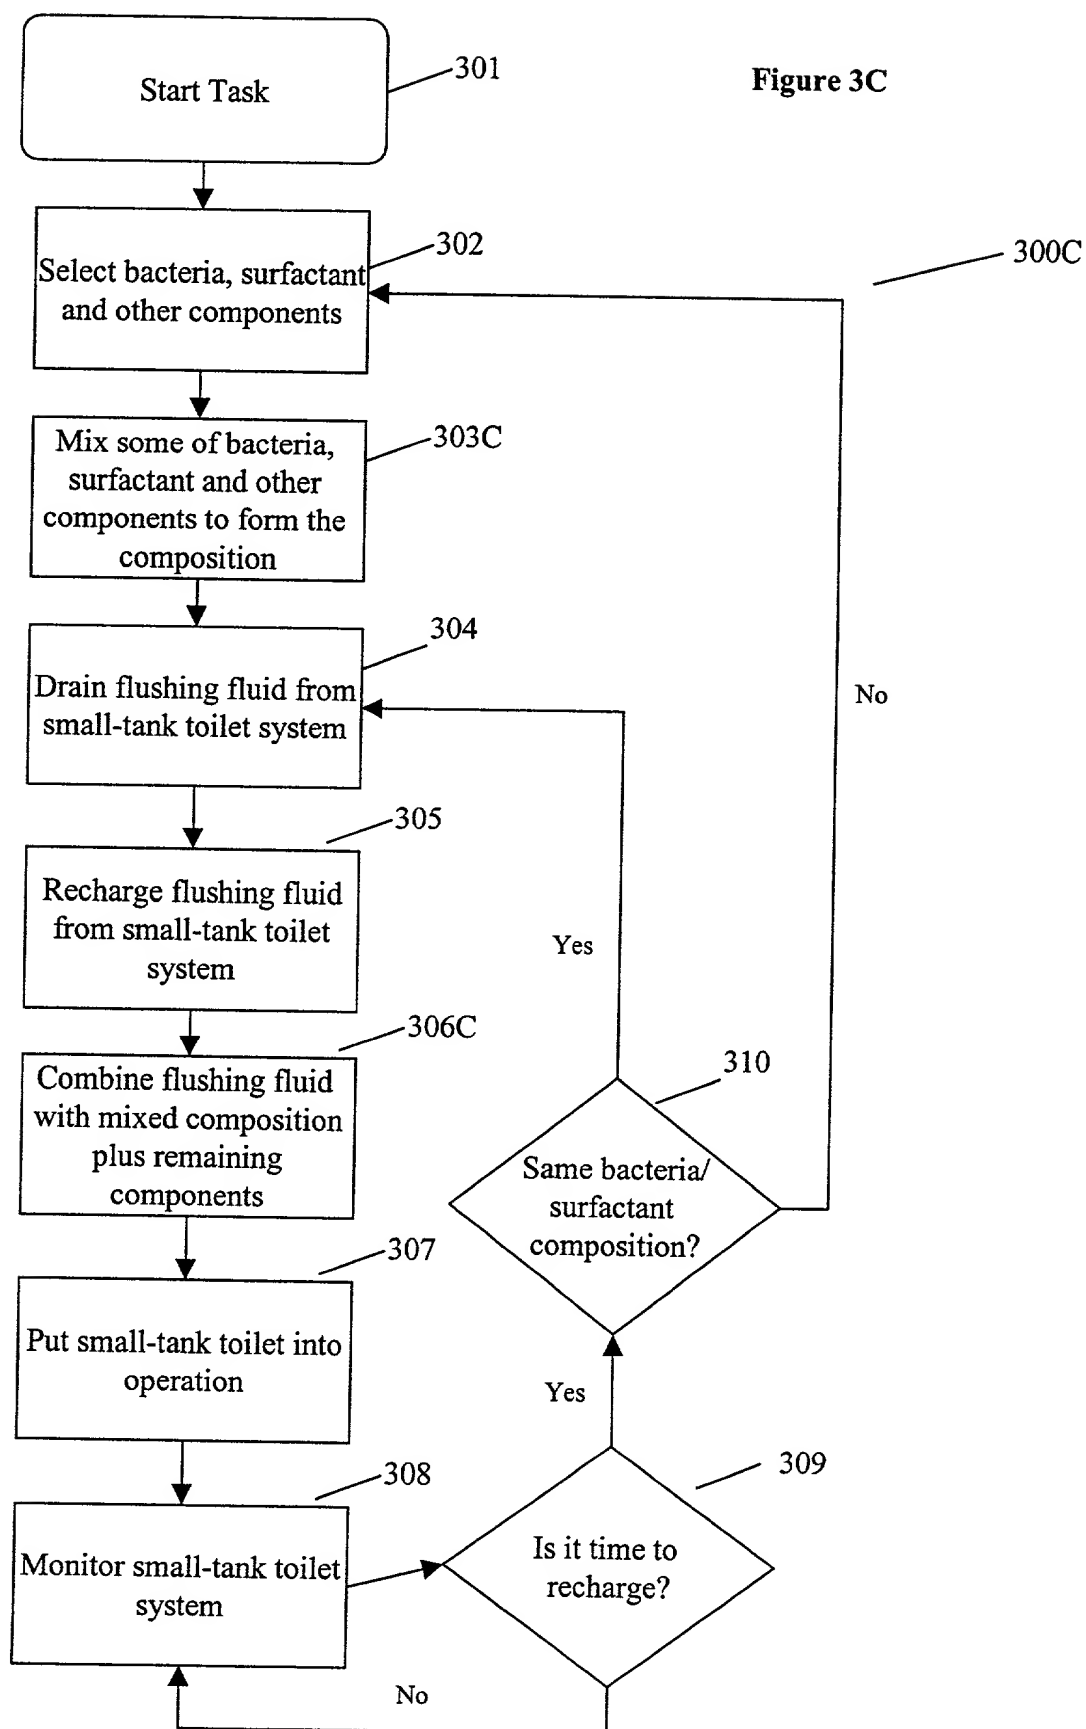 Start Task
301
Figure 3C
302
300C
Select bacteria, surfactant
and other components
303C
Mix some of bacteria,
surfactant and other
components to form the
composition
304
Drain flushing fluid from
small-tank toilet system
No
305
Recharge flushing fluid
from small-tank toilet
system
Yes
306C
Combine flushing fluid
with mixed composition
plus remaining
components
310
Same bacteria/
surfactant
composition?
307
Put small-tank toilet into
operation
Yes
308
Monitor small-tank toilet
system
309
Is it time to
recharge?
No